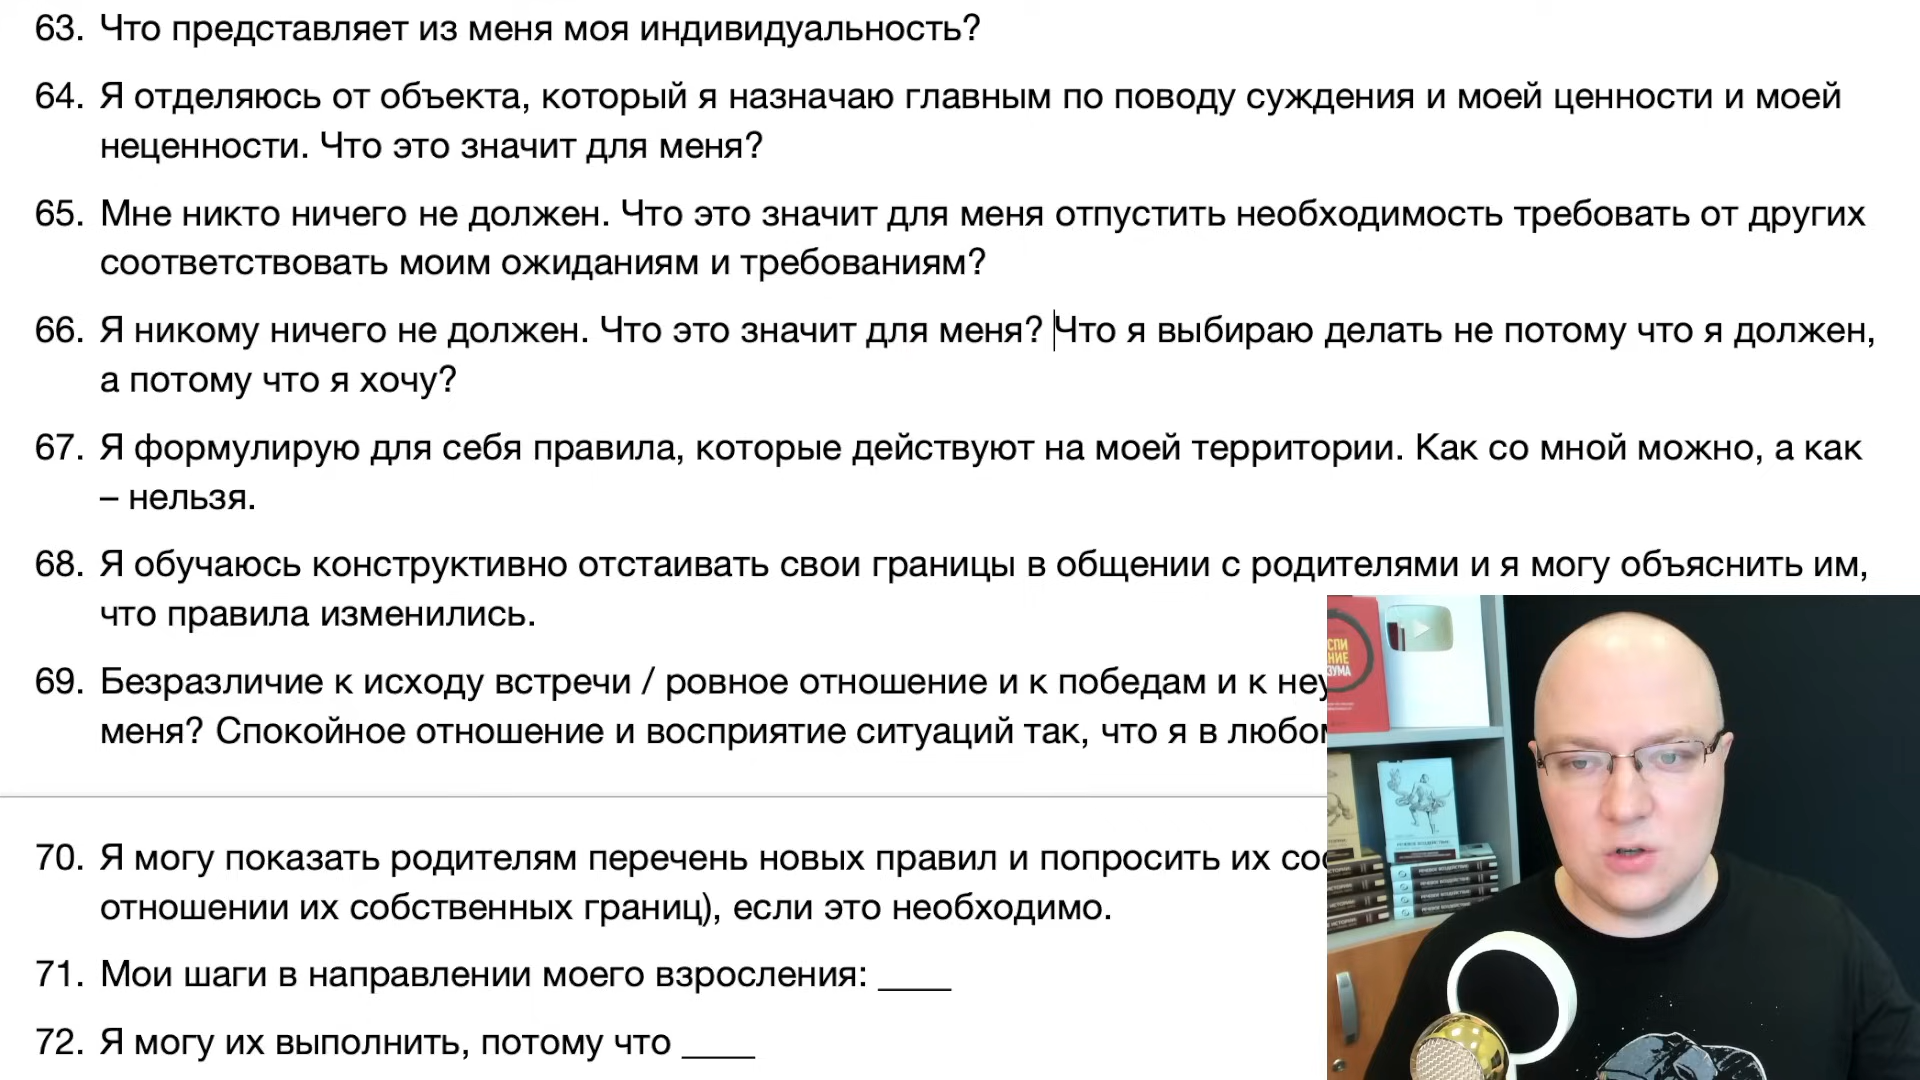 63. Что представляет из меня моя индивидуальность?
64. Я отделяюсь от объекта, который я назначаю главным по поводу суждения и моей ценности и моей
неценности. Что это значит для меня?
65. Мне никто ничего не должен. Что это значит для меня отпустить необходимость требовать от других
соответствовать моим ожиданиям и требованиям?
66. Я никому ничего не должен. Что это значит для меня? Что я выбираю делать не потому что я должен,
а потому что я хочу?
67. Я формулирую для себя правила, которые действуют на моей территории. Как со мной можно, а как
– нельзя.
68. Я обучаюсь конструктивно отстаивать свои границы в общении с родителями и я могу объяснить им,
что правила изменились.
69. Безразличие к исходу встречи / ровное отношение и к победам и к
меня? Спокойное отношение и восприятие ситуаций так, что я в
70. Я могу показать родителям перечень новых правил и попросить их
отношении их собственных границ), если это необходимо.
71. Мои шаги в направлении моего взросления: ____
72. Я могу их выполнить, потому что ____